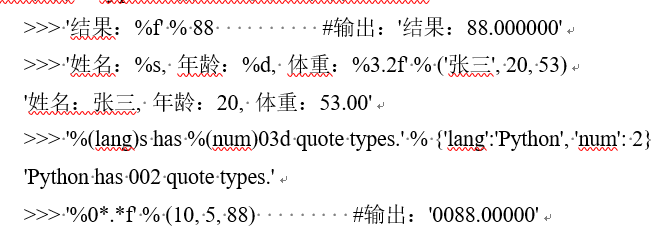 >>> '结果：%f' % 88 #输出：'结果：88.000000'
>>> '姓名：%s, 年龄：%d, 体重：%3.2f' % ('张三', 20, 53)
'姓名：张三, 年龄：20, 体重：53.00'
>>> '%(lang)s has %(num)03d quote types.' % {'lang':'Python', 'num': 2}
'Python has 002 quote types.'
>>> '%0*.*f' % (10, 5, 88) #输出：'0088.00000'